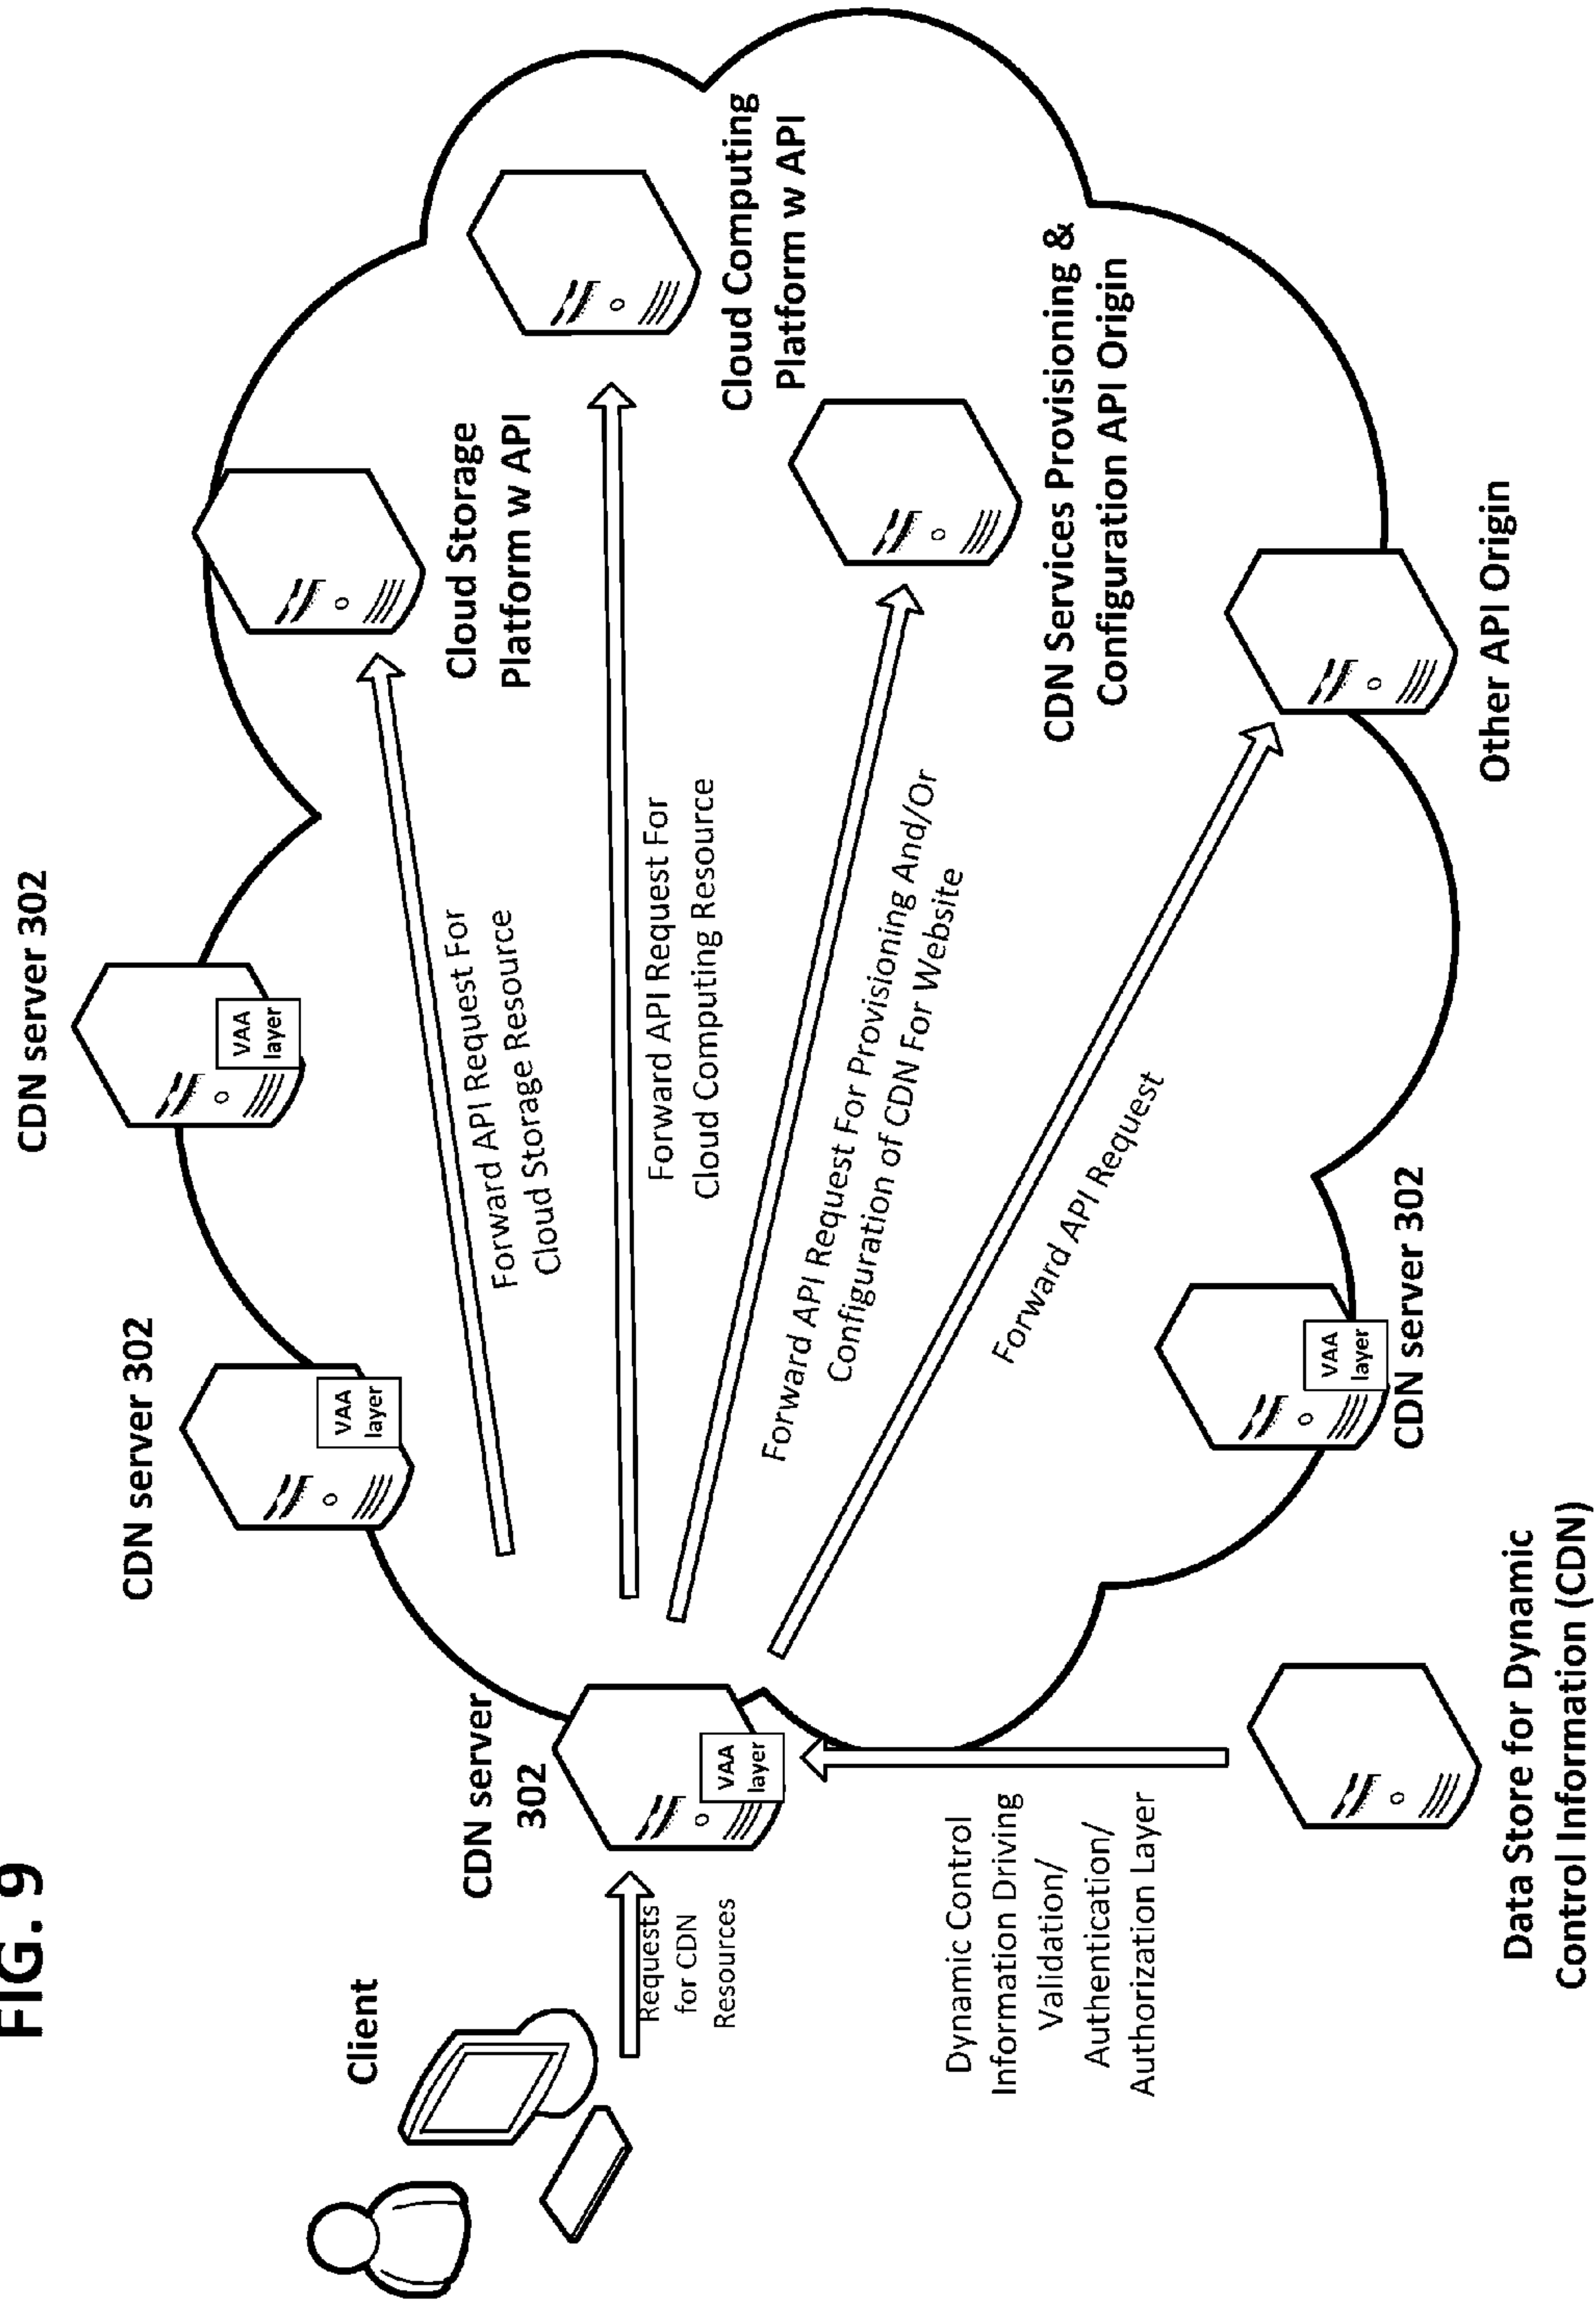 FIG. 9
Client
Requests
for CDN
Resources
CDN server
302
VAA
layer
Dynamic Control
Information Driving
Validation/
Authentication/
Authorization Layer
Data Store for Dynamic
Control Information (CDN)
CDN server 302
VAA
layer
CDN server 302
VAA
layer
CDN server 302
VAA
layer
Forward API Request For
Cloud Storage Resource
Forward API Request For
Cloud Computing Resource
Forward API Request For Provisioning And/Or
Configuration of CDN For Website
Forward API Request
Cloud Storage
Platform w API
Cloud Computing
Platform w API
CDN Services Provisioning &
Configuration API Origin
Other API Origin